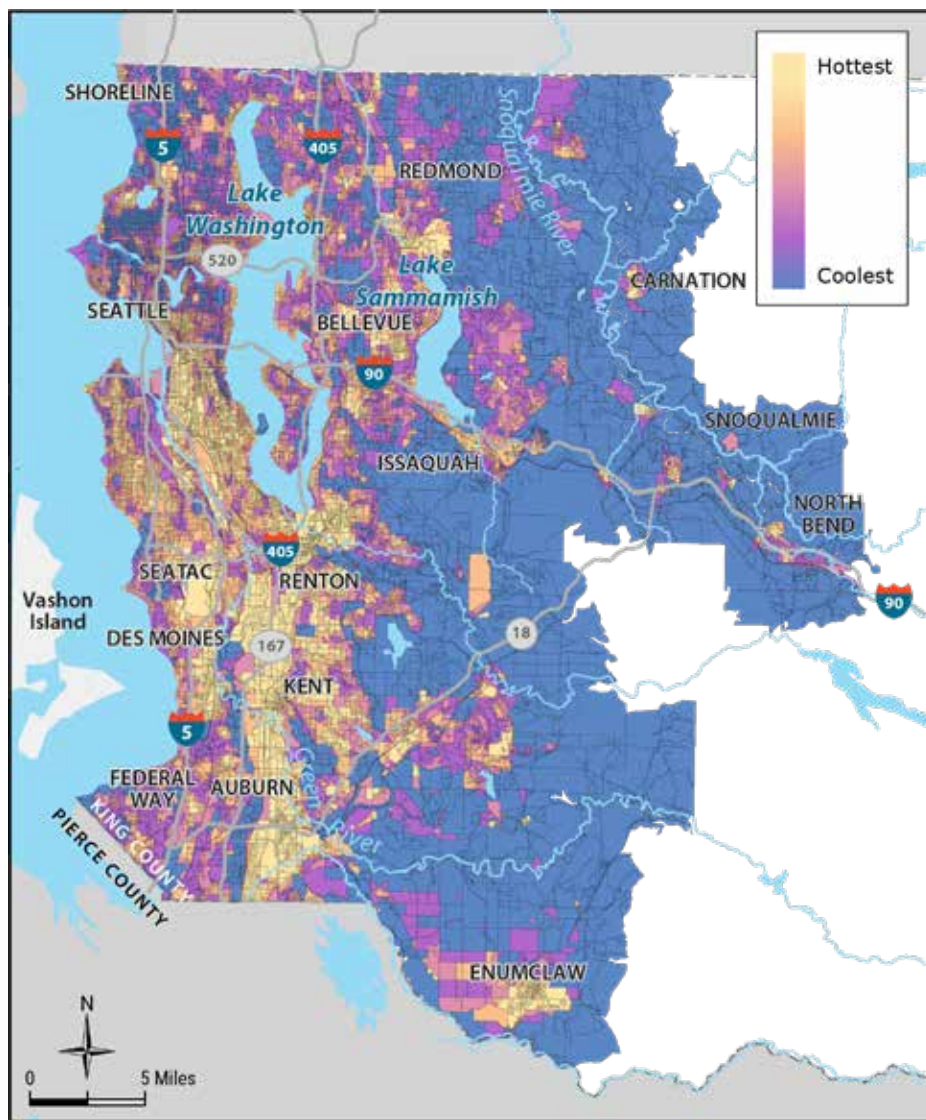 Hottest
Coolest
SHORELINE
5
405
REDMOND
Snoqualmie River
Lake
Washington
520
Lake
Sammamish
CARNATION
SEATTLE
BELLEVUE
90
SNOQUALMIE
ISSAQUAH
NORTH
BEND
405
SEATAC
RENTON
Vashon
Island
90
DES MOINES
18
167
KENT
5
FEDERAL
WAY
AUBURN
Green River
KING COUNTY
PIERCE COUNTY
ENUMCLAW
N
0 5 Miles